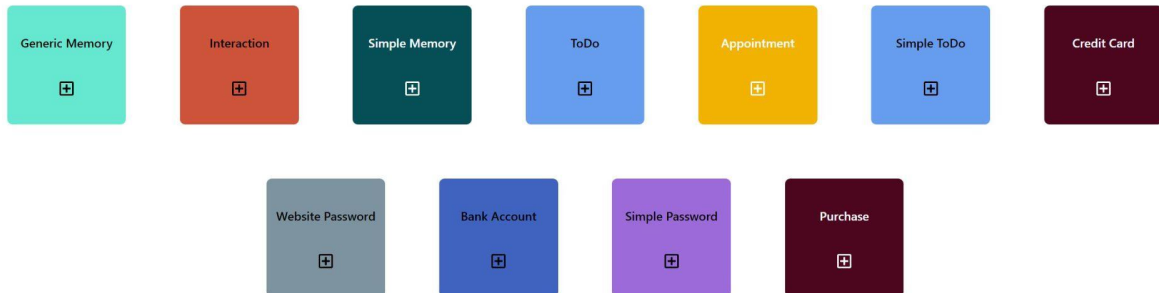 Generic Memory
Interaction
Simple Memory
ToDo
Appointment
Simple ToDo
Credit Card
Website Password
Bank Account
Simple Password
Purchase